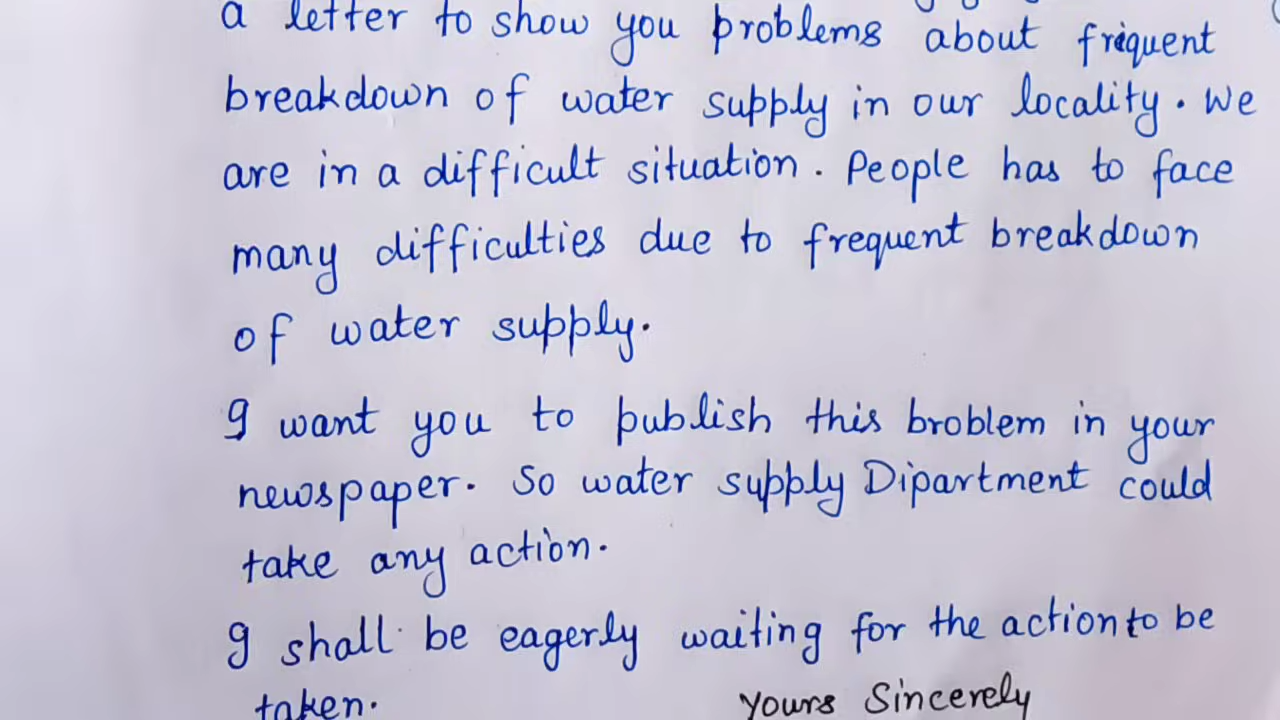 a letter to show you problems about friquent
breakdown of water supply in our locality. We
are in a difficult situation. People has to face
many difficulties due to frequent breakdown
of water supply.
I want you to publish this broblem in your
newspaper. So water supply Dipartment could
take any action.
I shall be eagerly waiting for the action to be
taken.
Yours Sincerely